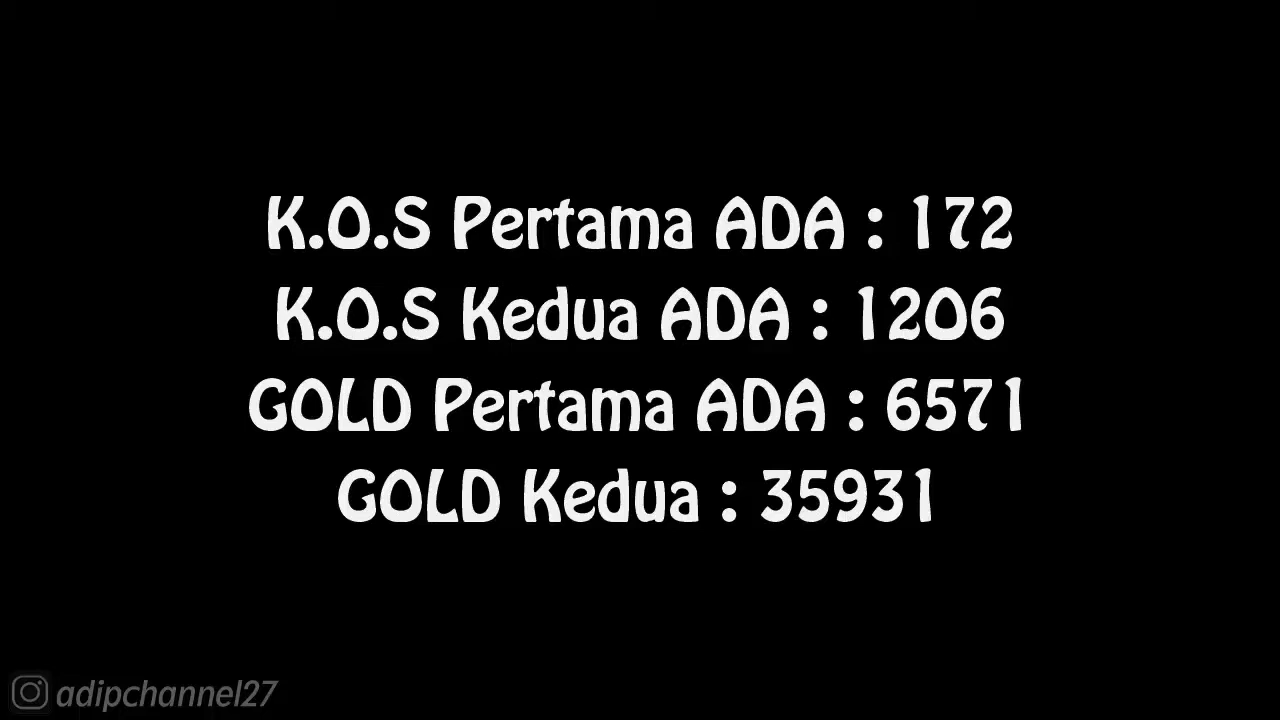 K.O.S Pertama ADA : 172
K.O.S Kedua ADA : 1206
GOLD Pertama ADA : 6571
GOLD Kedua : 35931
adipchannel27